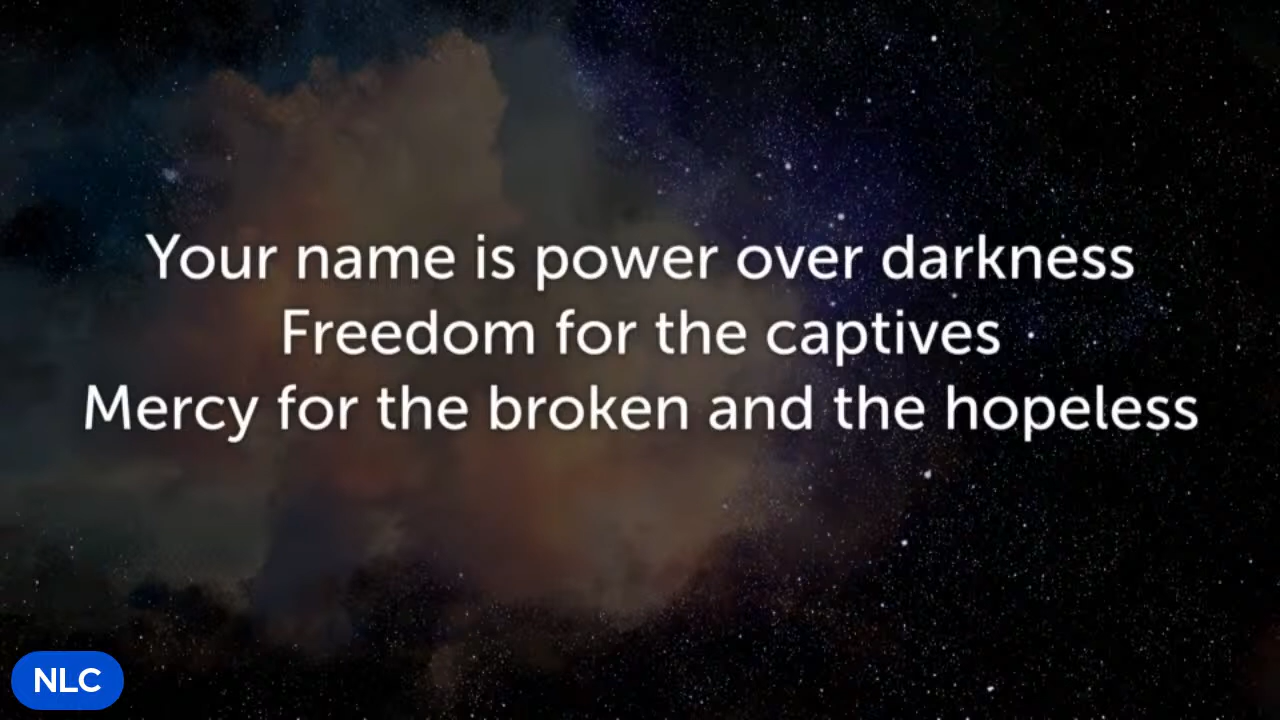 Your name is power over darkness
Freedom for the captives
Mercy for the broken and the hopeless
NLC